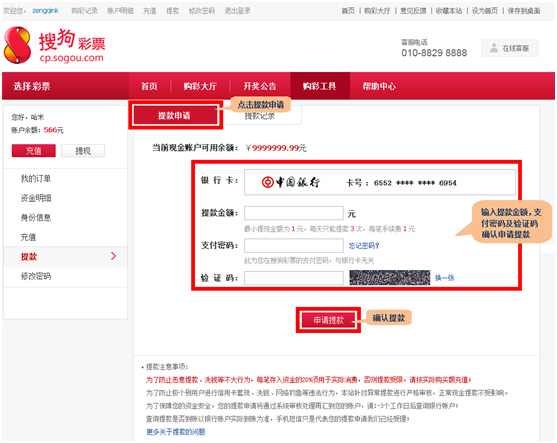 欢迎您， zengqink 购彩记录 账户明细 充值 提款 修改密码 退出登录 首页 | 购彩大厅 | 意见反馈 | 收藏本站 | 设为首页 | 保存到桌面
搜狗彩票
cp.sogou.com
客服电话
010-8829 8888
在线客服
选择彩票 首页 购彩大厅 开奖公告 购彩工具 帮助中心
提款申请 点击提款申请 提款记录
您好，哈米
账户余额：566元
充值 提现
我的订单
资金明细
身份信息
充值
提款
修改密码
当前现金账户可用余额：￥9999999.99元
银 行 卡： 中国银行 卡号：6552 **** **** 6954
提款金额： 元
最小提现金额为1元，每天只能提款3次，每笔手续费1元
支付密码： 忘记密码?
此为您在搜狗彩票的支付密码，与银行卡无关
验 证 码： 换一张
输入提款金额,支
付密码及验证码
确认申请提款
申请提款 确认提款
提款注意事项：
为了防止恶意提款、洗钱等不大行为，每笔存入资金的20%须用于实际消费，否则提款受限，请按实际购买额充值；
为了防止极个别用户进行信用卡套现、洗钱、网络钓鱼等违法行为，本站针对异常提款进行严格审核，正常现金提款不受影响。
为了保障您的资金安全，您的提款申请将通过系统审核处理再汇到您的账户，请1-3个工作日后查询银行帐户；
查询提款是否到账以银行账户实际到账为准，手机短信只是代表您的提款申请我们已经受理；
更多关于提款的问题